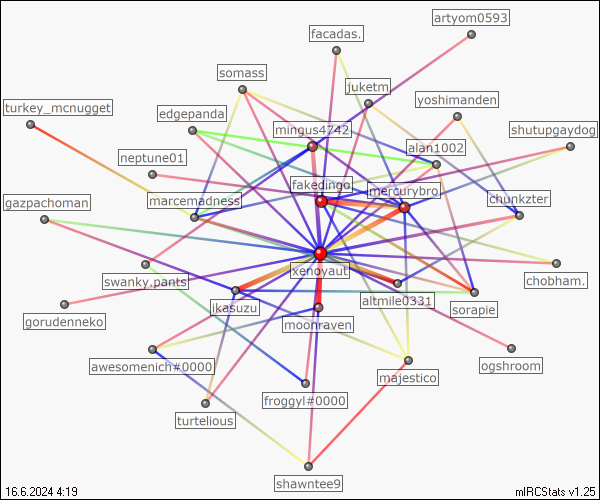 artyom0593
facadas.
somass
juketm
turkey_mcnugget
yoshimanden
edgepanda
mingus4742
shutupgaydog
alan1002
neptune01
fakedingo
mercurybro
marcemadness
chunkzter
gazpachoman
xenoyaut
swanky.pants
chobham.
altmile0331
ikasuzu
sorapie
gorudenneko
moonraven
awesomenich#0000
ogshroom
majestico
froggyl#0000
turtelious
shawntee9
16.6.2024 4:19
mIRCStats v1.25